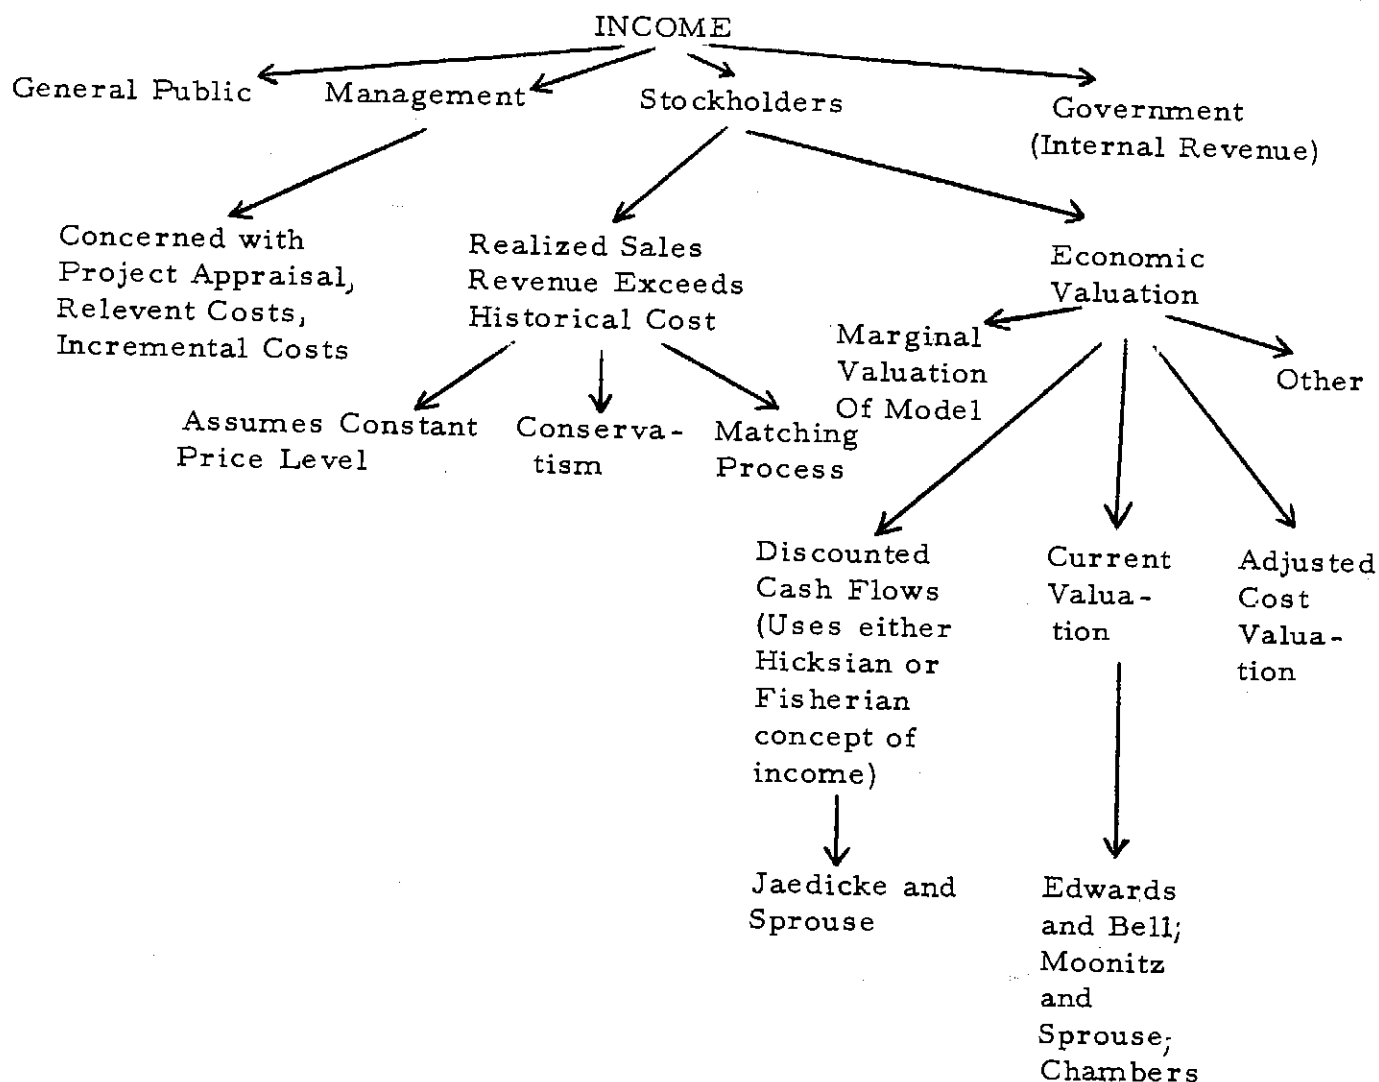 INCOME
General Public
Management
Stockholders
Government
(Internal Revenue)
Concerned with
Project Appraisal,
Relevent Costs,
Incremental Costs
Realized Sales
Revenue Exceeds
Historical Cost
Economic
Valuation
Assumes Constant
Price Level
Conserva-
tism
Matching
Process
Marginal
Valuation
Of Model
Other
Discounted
Cash Flows
(Uses either
Hicksian or
Fisherian
concept of
income)
Current
Valua-
tion
Adjusted
Cost
Valua-
tion
Jaedicke and
Sprouse
Edwards
and Bell;
Moonitz
and
Sprouse;
Chambers